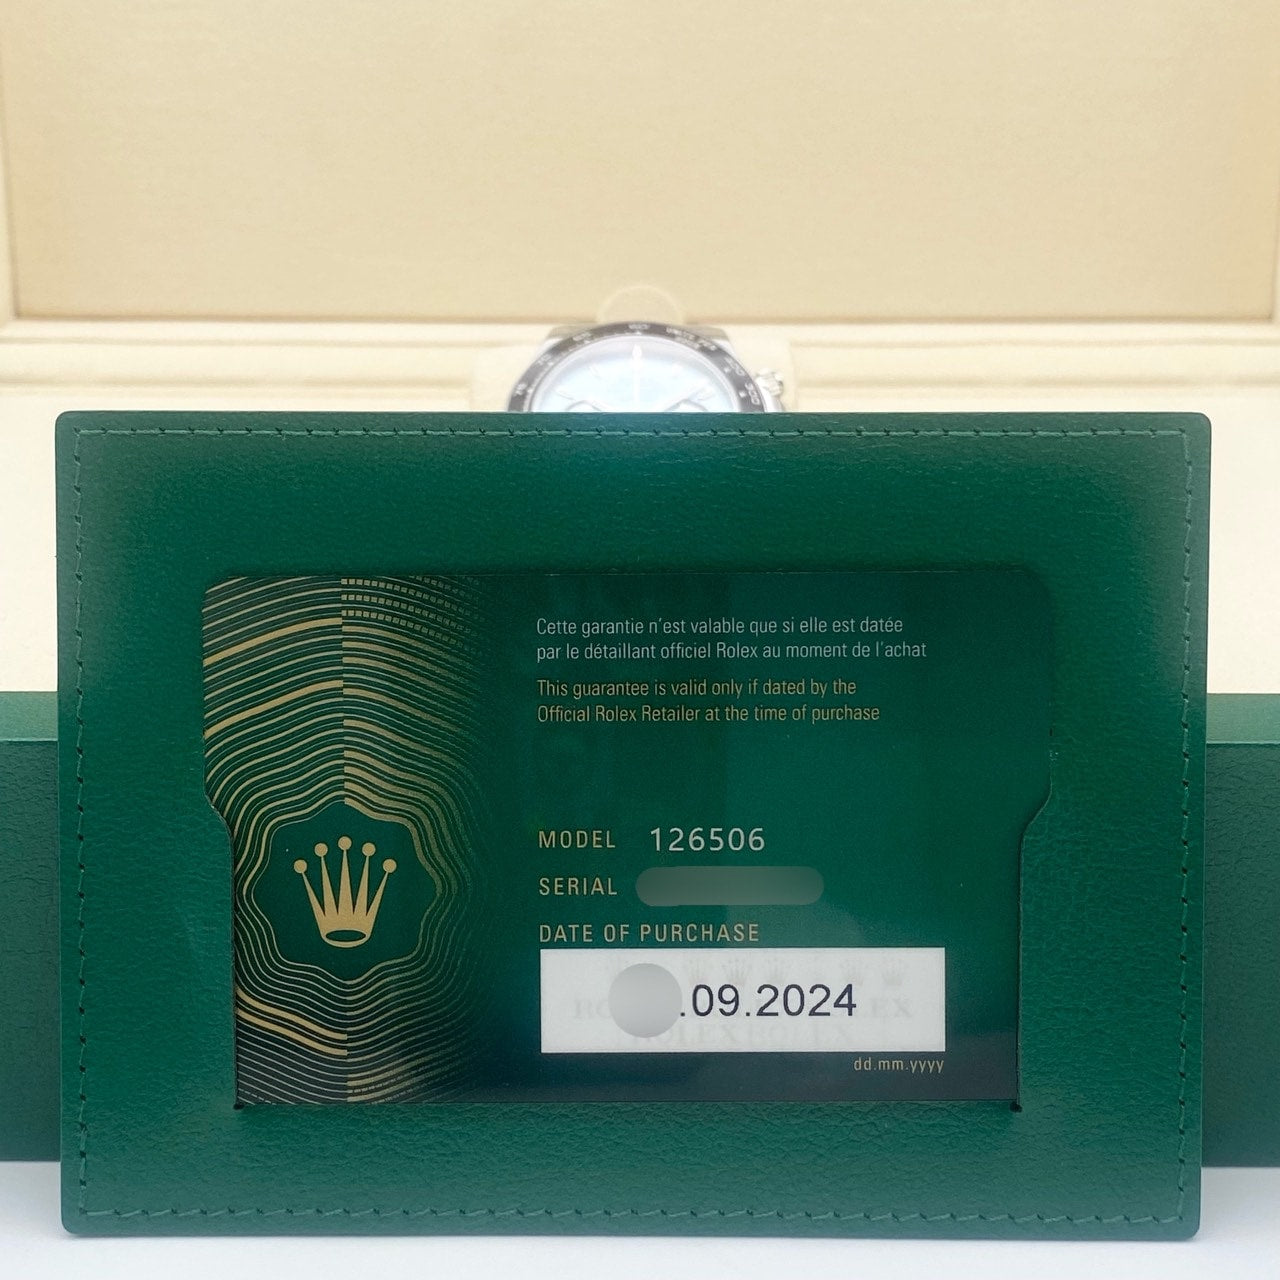 Cette garantie n'est valable que si elle est datée
par le détaillant officiel Rolex au moment de l'achat
This guarantee is valid only if dated by the
Official Rolex Retailer at the time of purchase
MODEL 126506
SERIAL
DATE OF PURCHASE
.09.2024
dd.mm.yyyy